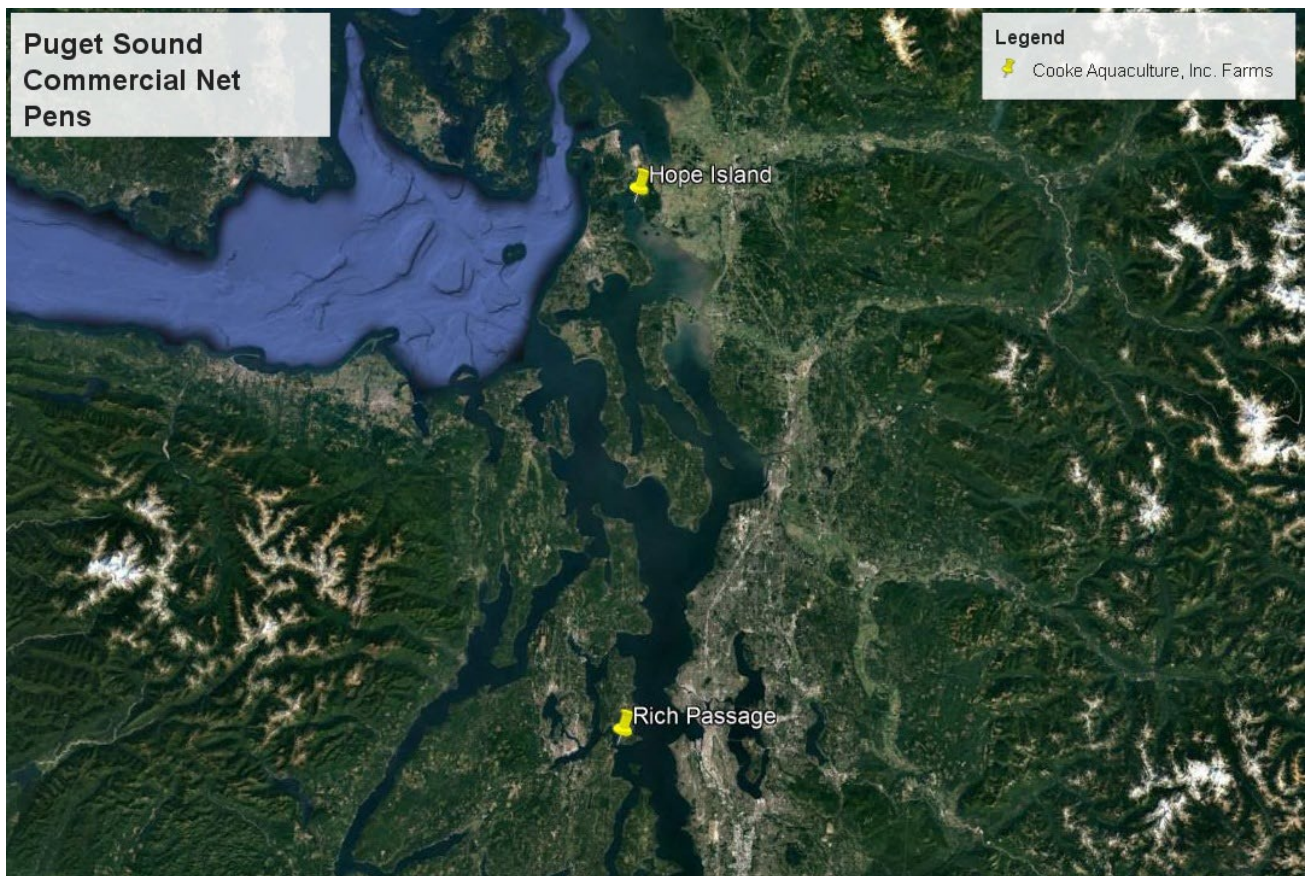 Puget Sound
Commercial Net
Pens
Legend
Cooke Aquaculture, Inc. Farms
Hope Island
Rich Passage